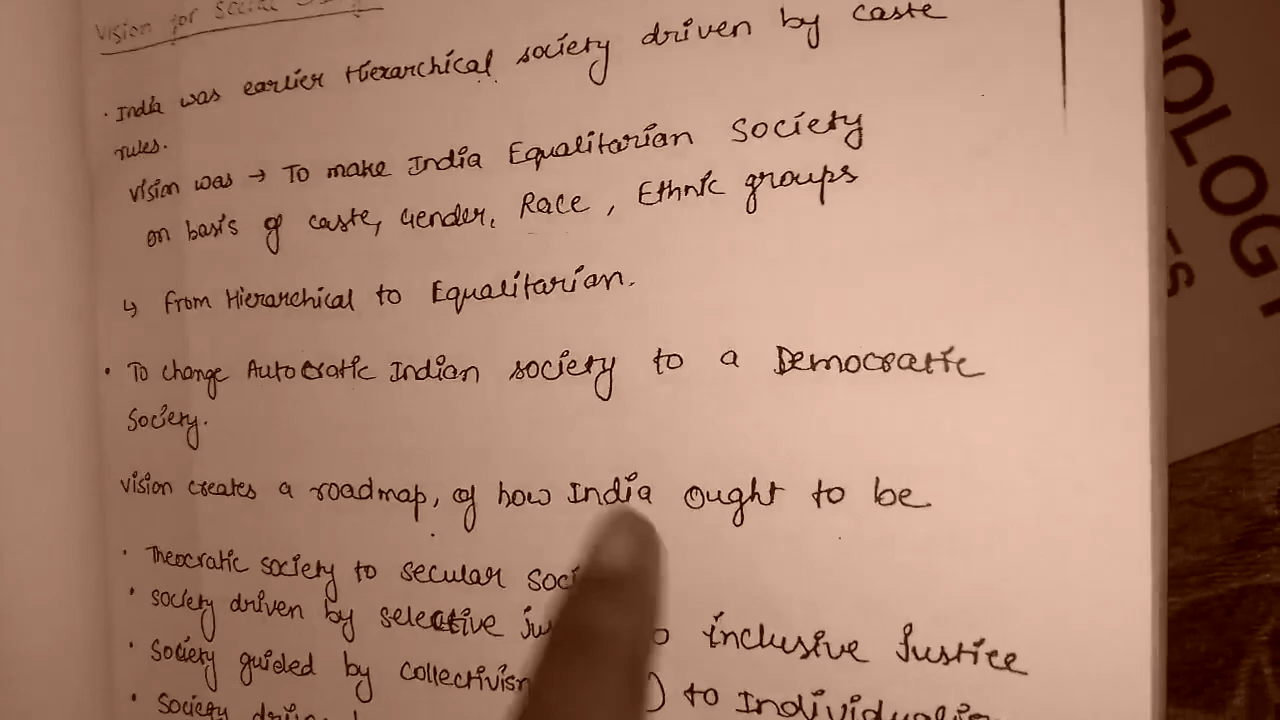 Vision for Social
· India was earlier Hierarchical society driven by caste
rules.
vision was → To make India Equalitarian Society
on basis of caste, Gender, Race, Ethnic groups
↳ from Hierarchical to Equalitarian.
· To change Autocratic Indian society to a Democratic
Society.
vision creates a roadmap, of how India ought to be
· Theocratic society to secular
· society driven by selective inclusive Justice
· Society guided by collectivism ) to
· Society
IOLOGY